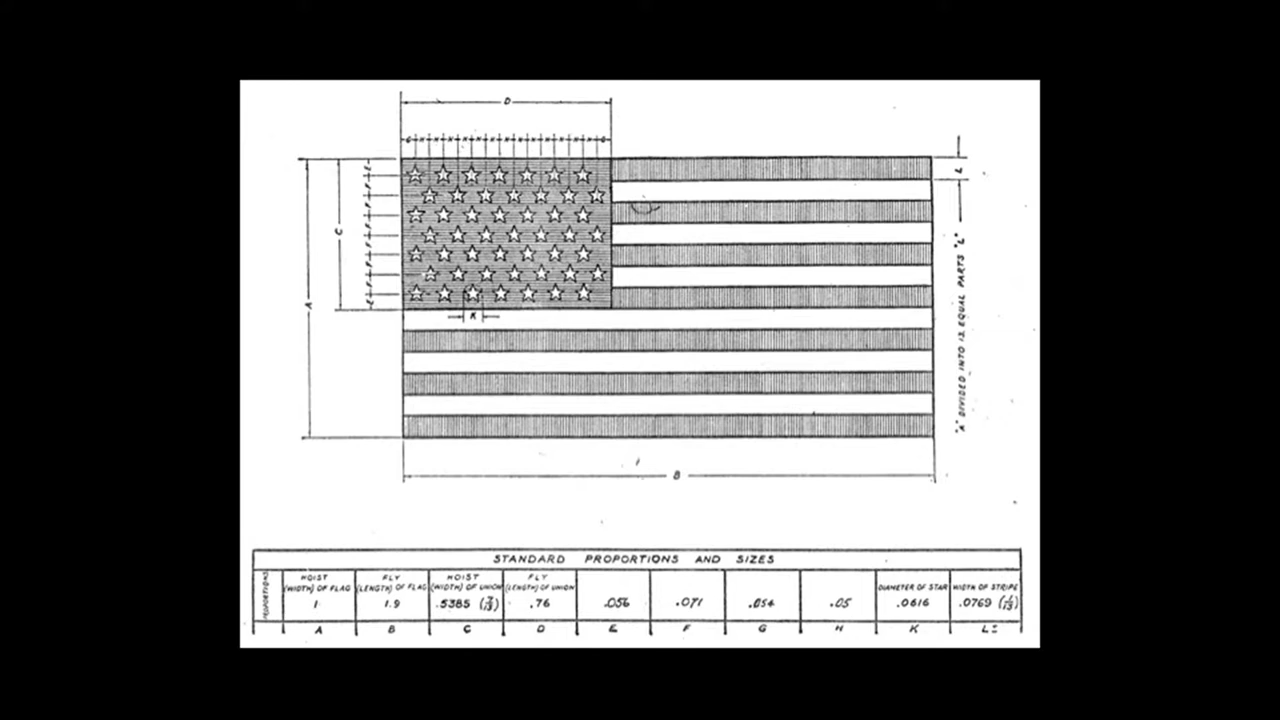 D
G H H H H H H H H H H H H G
L
E
F
F
F
F
F
F
E
C
A
K
"A" DIVIDED INTO 13 EQUAL PARTS "L"
B
STANDARD PROPORTIONS AND SIZES
PROPORTIONS
HOIST (WIDTH) OF FLAG 1
FLY (LENGTH) OF FLAG 1.9
HOIST (WIDTH) OF UNION .5385 (7/13)
FLY (LENGTH) OF UNION .76
.056
.071
.054
.05
DIAMETER OF STAR .0616
WIDTH OF STRIPE .0769 (1/13)
A B C D E F G H K L